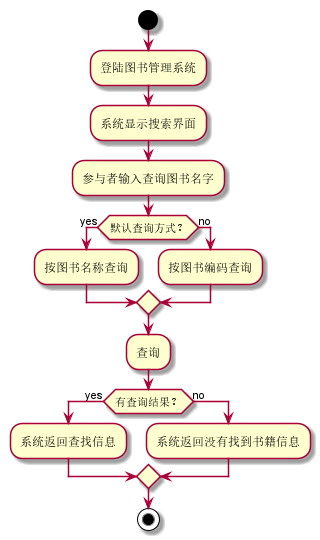 登陆图书管理系统
系统显示搜索界面
参与者输入查询图书名字
yes
默认查询方式？
no
按图书名称查询
按图书编码查询
查询
yes
有查询结果？
no
系统返回查找信息
系统返回没有找到书籍信息